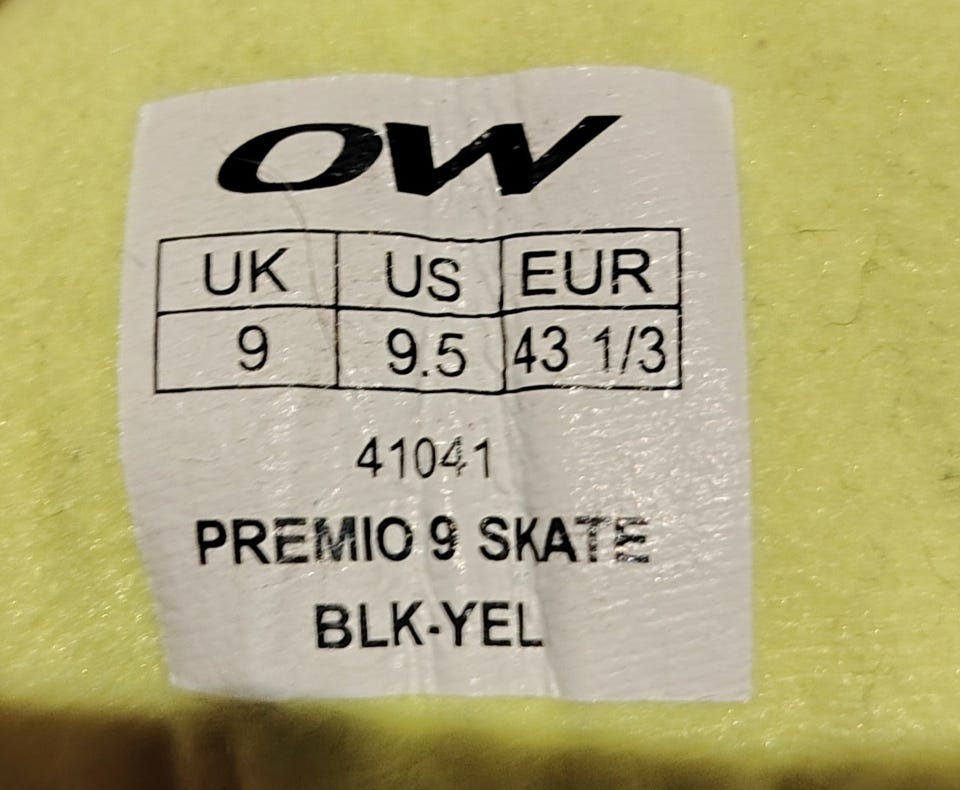 OW
UK US EUR
9 9.5 43 1/3
41041
PREMIO 9 SKATE
BLK-YEL